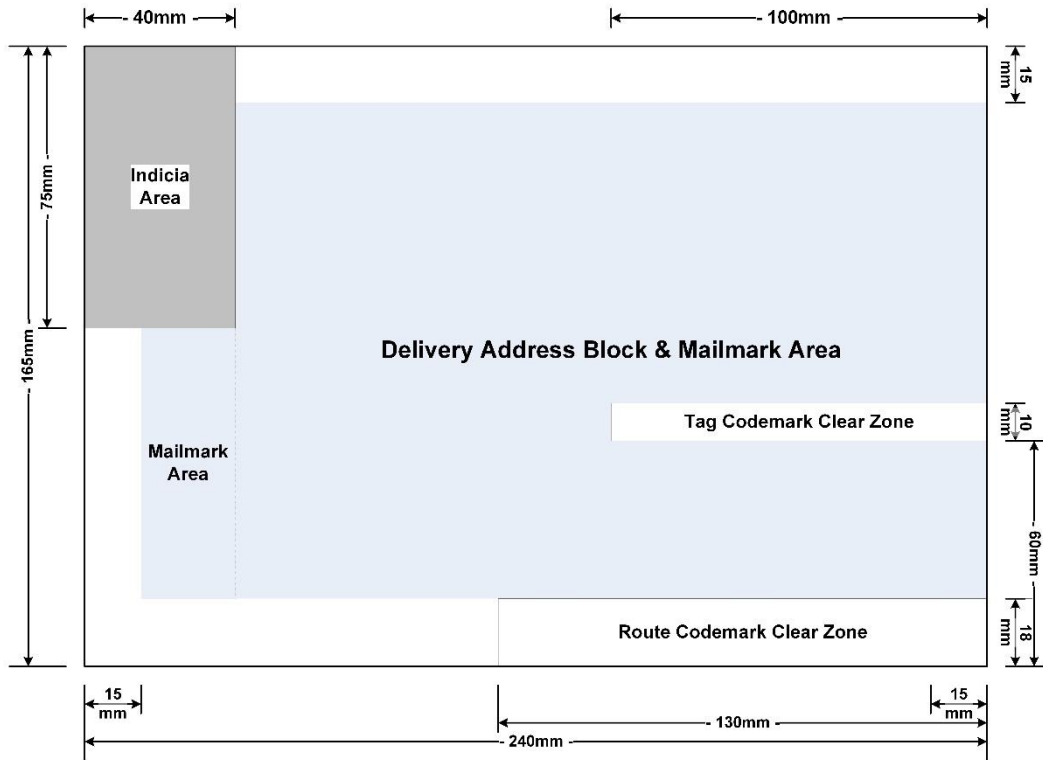 - 40mm -
- 100mm -
15
mm
Indicia
Area
- 75mm -
- 165mm -
Delivery Address Block & Mailmark Area
Tag Codemark Clear Zone
10
mm
Mailmark
Area
- 60mm -
Route Codemark Clear Zone
18
mm
15
mm
15
mm
- 130mm -
- 240mm -